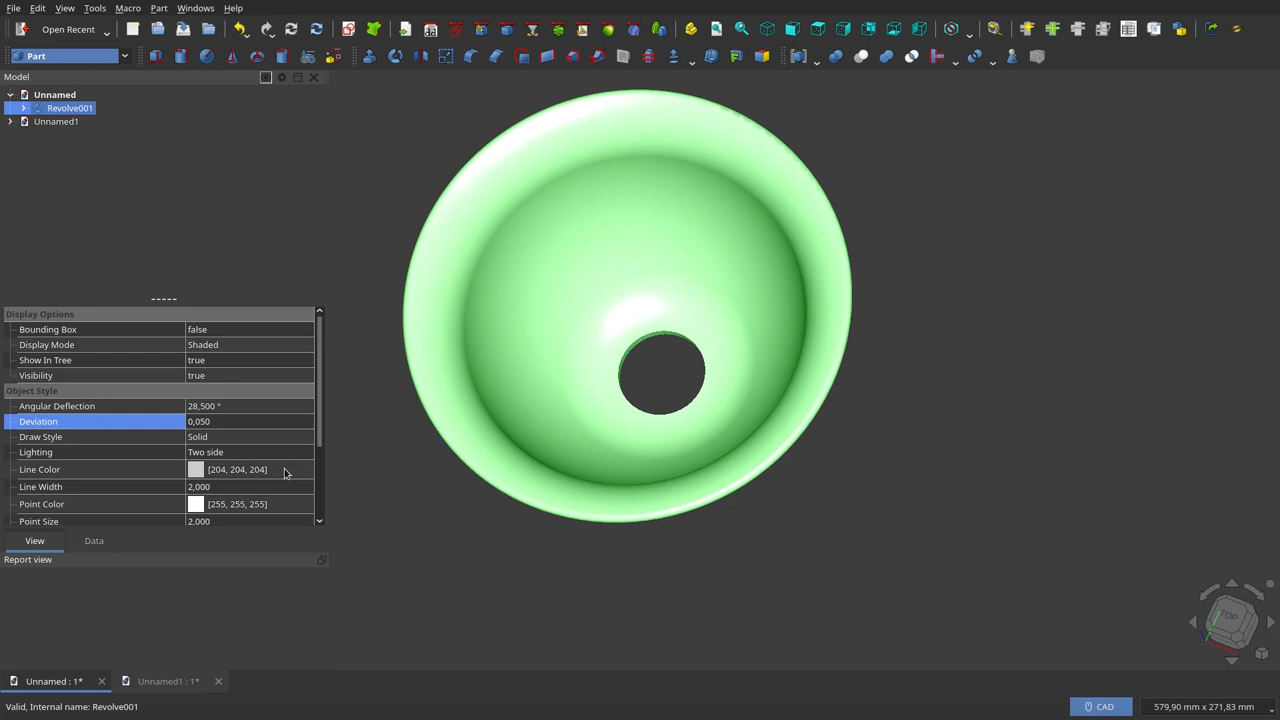 File Edit View Tools Macro Part Windows Help
Open Recent
Part
Model
Unnamed
Revolve001
Unnamed1
Display Options
Bounding Box false
Display Mode Shaded
Show In Tree true
Visibility true
Object Style
Angular Deflection 28,500 °
Deviation 0,050
Draw Style Solid
Lighting Two side
Line Color [204, 204, 204]
Line Width 2,000
Point Color [255, 255, 255]
Point Size 2,000
View Data
Report view
TOP
Unnamed : 1* Unnamed1 : 1*
Valid, Internal name: Revolve001 CAD 579,90 mm x 271,83 mm